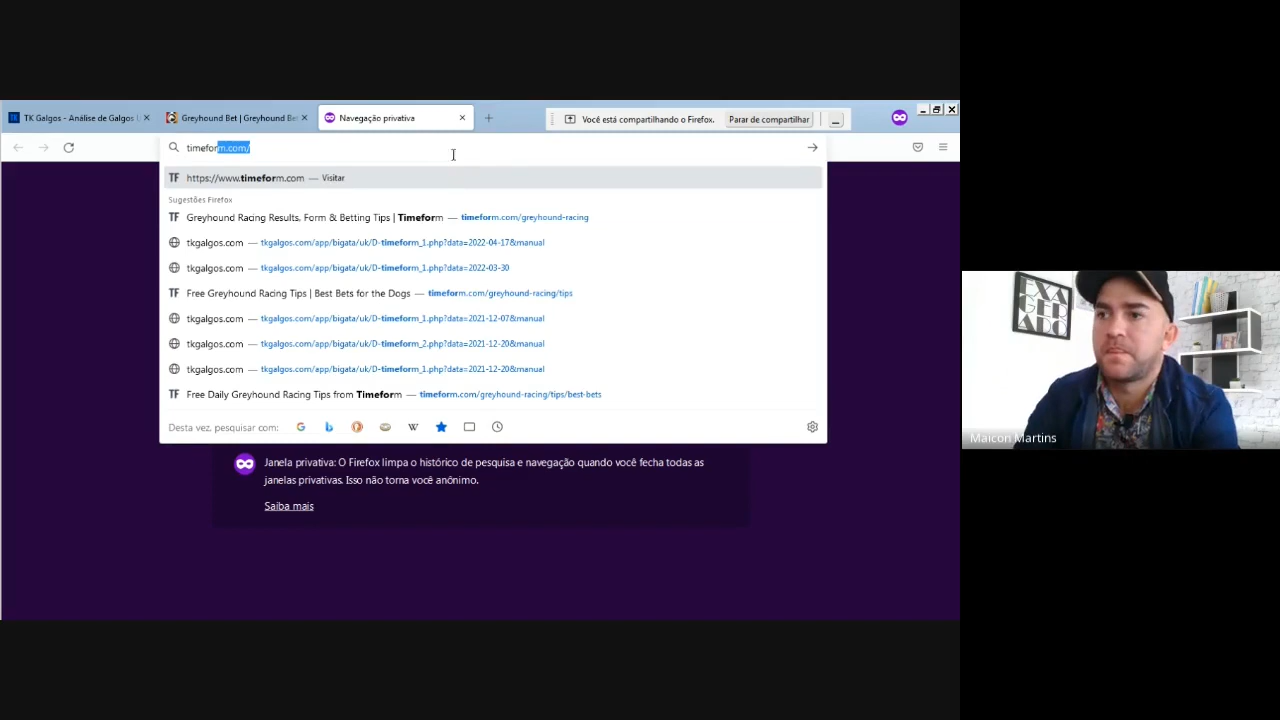 TK Galgos - Análise de Galgos
Greyhound Bet | Greyhound Be
Navegação privativa
Você está compartilhando o Firefox.
Parar de compartilhar
timeform.com/
TF https://www.timeform.com — Visitar
Sugestões Firefox
TF Greyhound Racing Results, Form & Betting Tips | Timeform — timeform.com/greyhound-racing
tkgalgos.com — tkgalgos.com/app/bigata/uk/D-timeform_1.php?data=2022-04-17&manual
tkgalgos.com — tkgalgos.com/app/bigata/uk/D-timeform_1.php?data=2022-03-30
TF Free Greyhound Racing Tips | Best Bets for the Dogs — timeform.com/greyhound-racing/tips
tkgalgos.com — tkgalgos.com/app/bigata/uk/D-timeform_1.php?data=2021-12-07&manual
tkgalgos.com — tkgalgos.com/app/bigata/uk/D-timeform_2.php?data=2021-12-20&manual
tkgalgos.com — tkgalgos.com/app/bigata/uk/D-timeform_1.php?data=2021-12-20&manual
TF Free Daily Greyhound Racing Tips from Timeform — timeform.com/greyhound-racing/tips/best-bets
Desta vez, pesquisar com:
Janela privativa: O Firefox limpa o histórico de pesquisa e navegação quando você fecha todas as
janelas privativas. Isso não torna você anônimo.
Saiba mais
EXA
GER
ADO
Maicon Martins